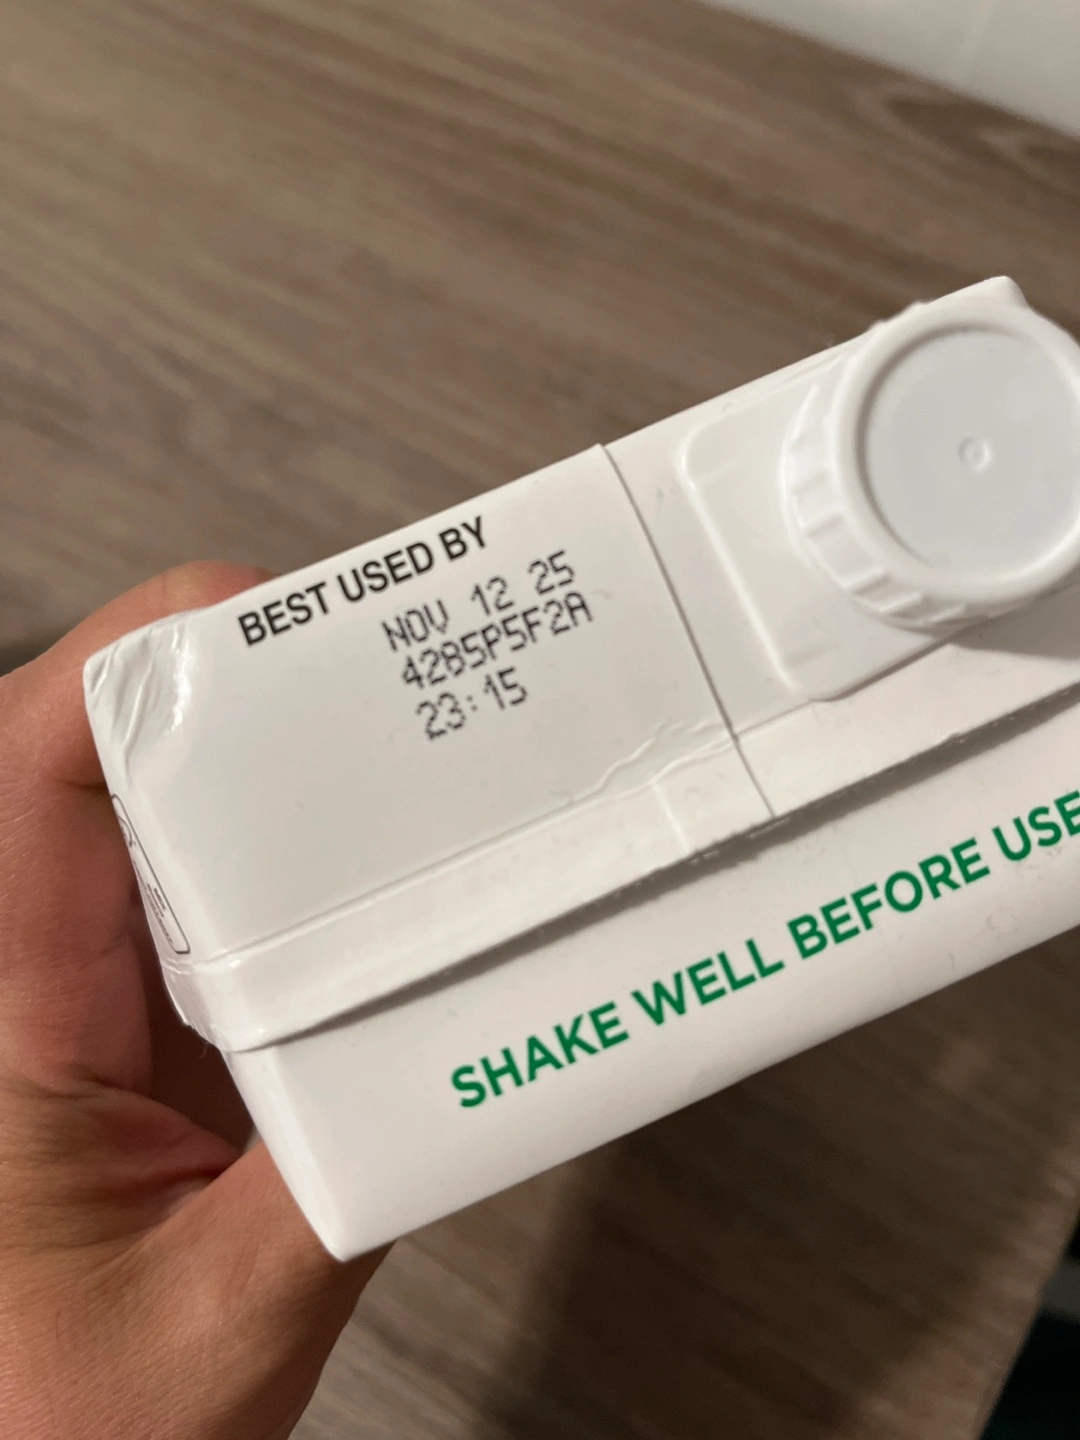 BEST USED BY
NOV 12 25
4285P5F2A
23:15
SHAKE WELL BEFORE USE